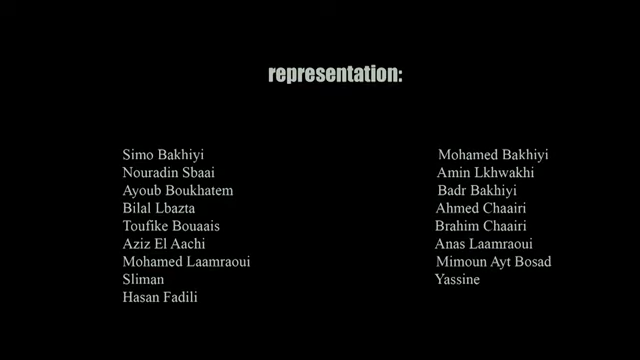 representation:
Simo Bakhiyi
Nouradin Sbaai
Ayoub Boukhatem
Bilal Lbazta
Toufike Bouaais
Aziz El Aachi
Mohamed Laamraoui
Sliman
Hasan Fadili
Mohamed Bakhiyi
Amin Lkhwakhi
Badr Bakhiyi
Ahmed Chaairi
Brahim Chaairi
Anas Laamraoui
Mimoun Ayt Bosad
Yassine